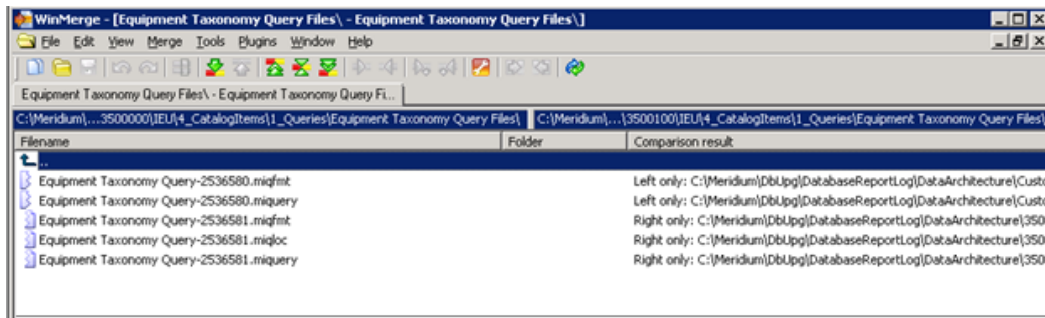 WinMerge - [Equipment Taxonomy Query Files\ - Equipment Taxonomy Query Files\]
File Edit View Merge Tools Plugins Window Help
Equipment Taxonomy Query Files\ - Equipment Taxonomy Query Fi...
C:\Meridium\...3500000\IEU\4_CatalogItems\1_Queries\Equipment Taxonomy Query Files\ C:\Meridium\...\3500100\IEU\4_CatalogItems\1_Queries\Equipment Taxonomy Query Files\
Filename Folder Comparison result
..
Equipment Taxonomy Query-2536580.miqfmt Left only: C:\Meridium\DbUpg\DatabaseReportLog\DataArchitecture\Custo
Equipment Taxonomy Query-2536580.miquery Left only: C:\Meridium\DbUpg\DatabaseReportLog\DataArchitecture\Custo
Equipment Taxonomy Query-2536581.miqfmt Right only: C:\Meridium\DbUpg\DatabaseReportLog\DataArchitecture\350
Equipment Taxonomy Query-2536581.miqloc Right only: C:\Meridium\DbUpg\DatabaseReportLog\DataArchitecture\350
Equipment Taxonomy Query-2536581.miquery Right only: C:\Meridium\DbUpg\DatabaseReportLog\DataArchitecture\350